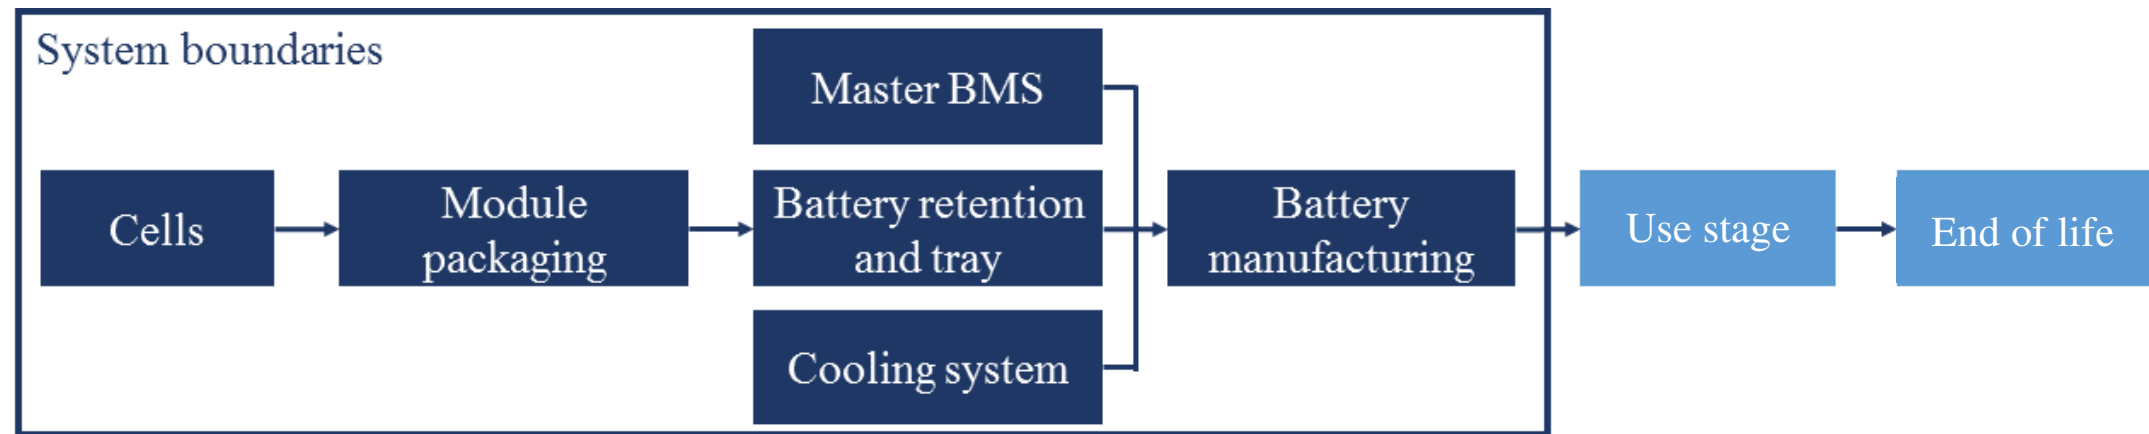 System boundaries
Master BMS
Cells
Module
packaging
Battery retention
and tray
Battery
manufacturing
Use stage
End of life
Cooling system